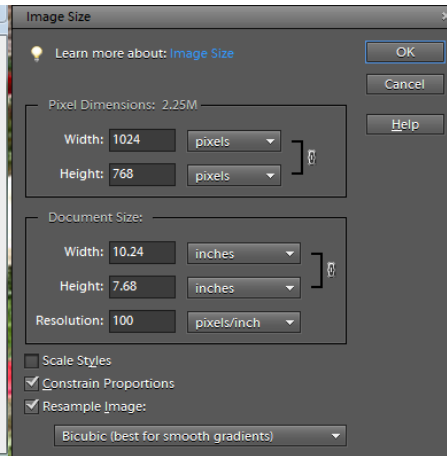 Image Size
Learn more about: Image Size
OK
Cancel
Help
Pixel Dimensions: 2.25M
Width: 1024 pixels
Height: 768 pixels
Document Size:
Width: 10.24 inches
Height: 7.68 inches
Resolution: 100 pixels/inch
Scale Styles
Constrain Proportions
Resample Image:
Bicubic (best for smooth gradients)